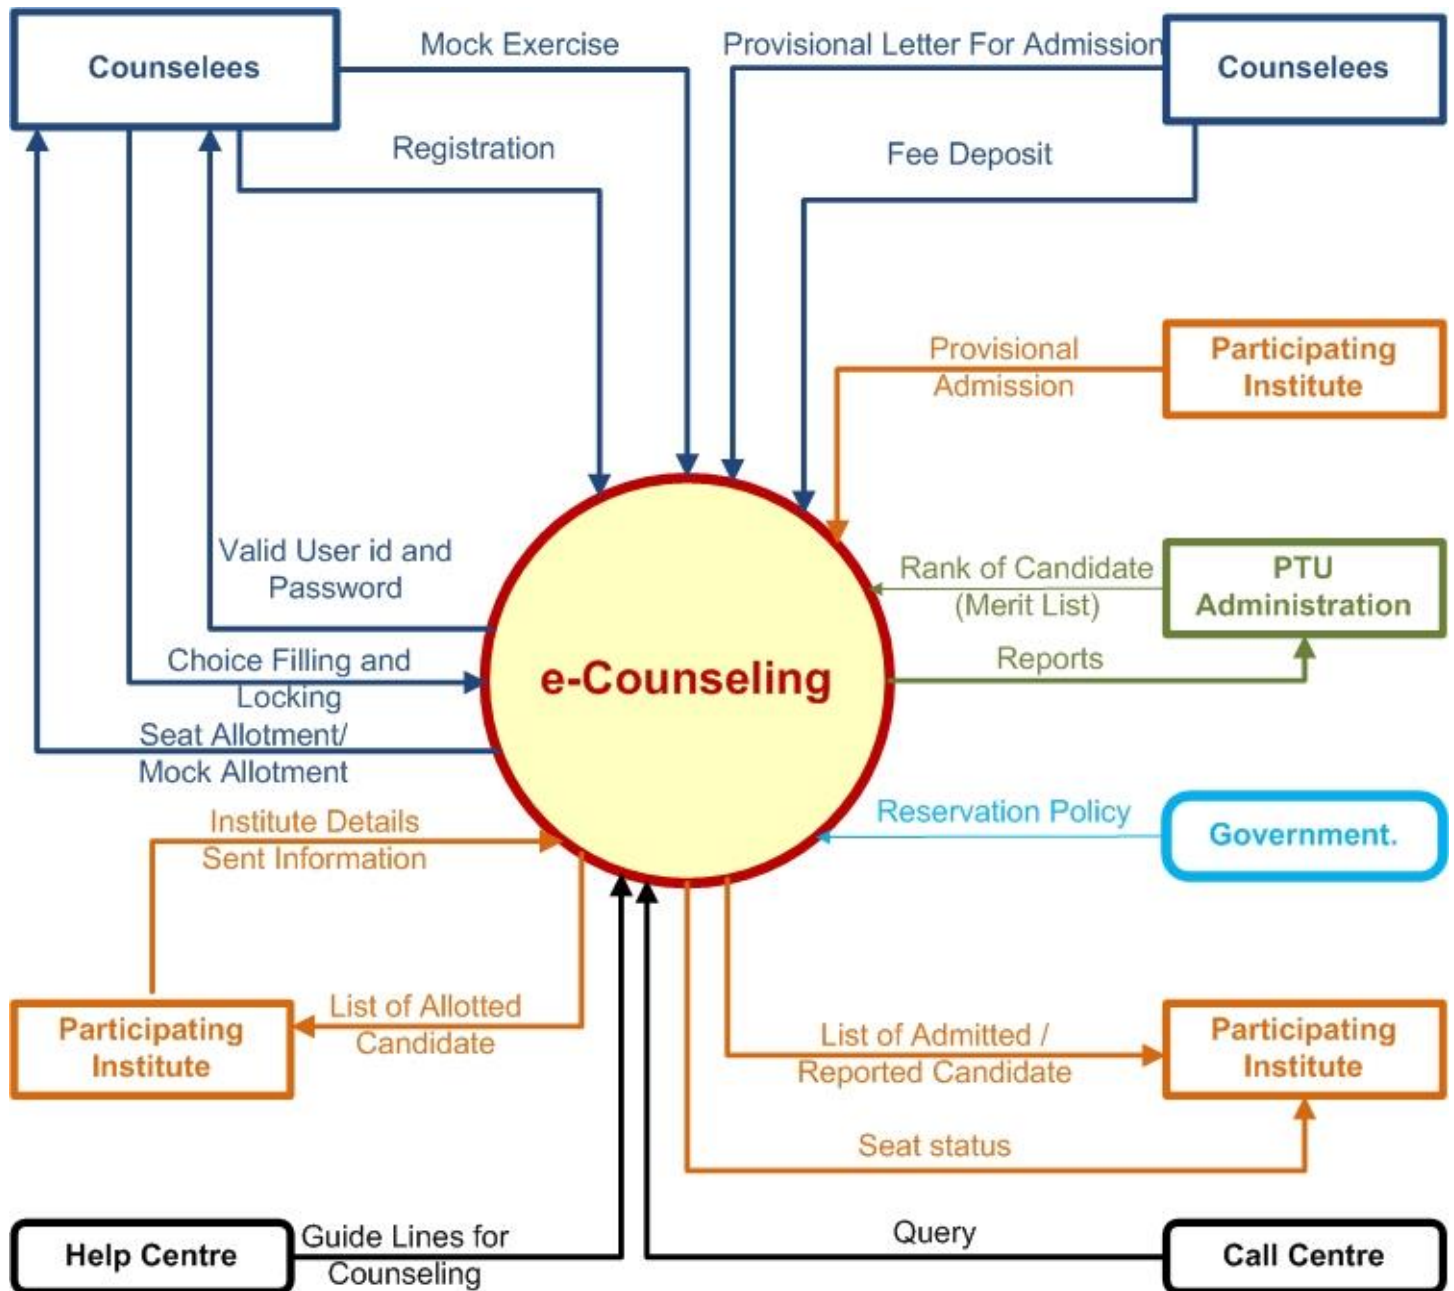 Counselees
Mock Exercise
Provisional Letter For Admission
Counselees
Registration
Fee Deposit
Provisional
Admission
Participating
Institute
Valid User id and
Password
Rank of Candidate
(Merit List)
PTU
Administration
Choice Filling and
Locking
e-Counseling
Reports
Seat Allotment/
Mock Allotment
Institute Details
Sent Information
Reservation Policy
Government.
List of Allotted
Candidate
Participating
Institute
List of Admitted /
Reported Candidate
Participating
Institute
Seat status
Help Centre
Guide Lines for
Counseling
Query
Call Centre